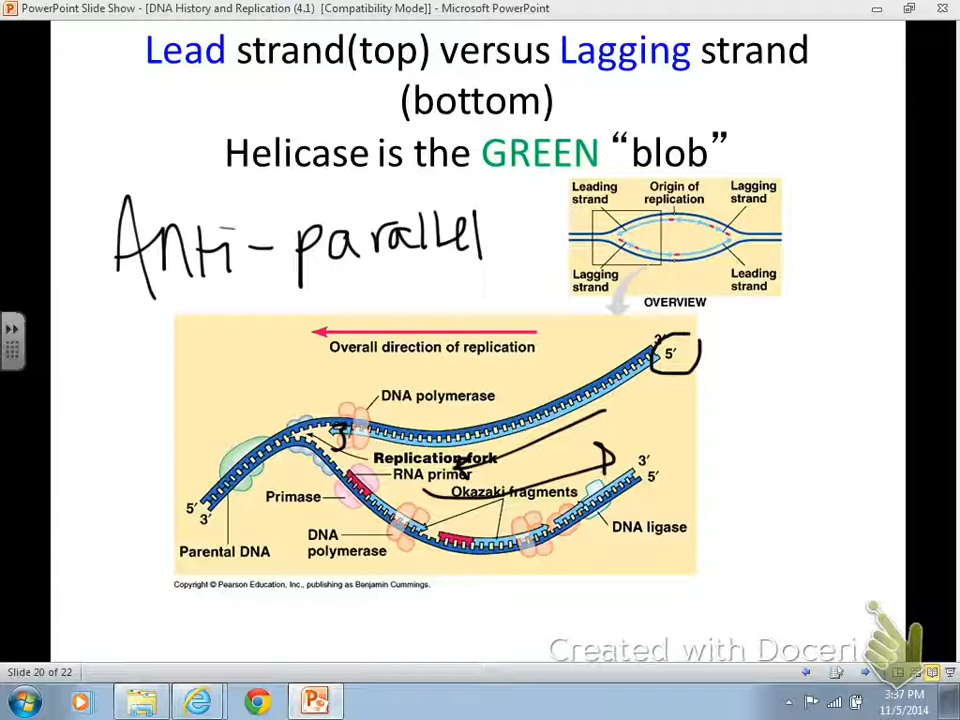 PowerPoint Slide Show - [DNA History and Replication (4.1) [Compatibility Mode]] - Microsoft PowerPoint
Lead strand(top) versus Lagging strand
(bottom)
Helicase is the GREEN “blob”
Anti-parallel
Leading
strand
Origin of
replication
Lagging
strand
Lagging
strand
Leading
strand
OVERVIEW
Overall direction of replication
3′
5′
DNA polymerase
3'
Replication fork
RNA primer
3′
5′
Okazaki fragments
Primase
DNA ligase
5′
3′
DNA
polymerase
Parental DNA
Copyright © Pearson Education, Inc., publishing as Benjamin Cummings.
Created with Doceri
Slide 20 of 22
3:37 PM
11/5/2014